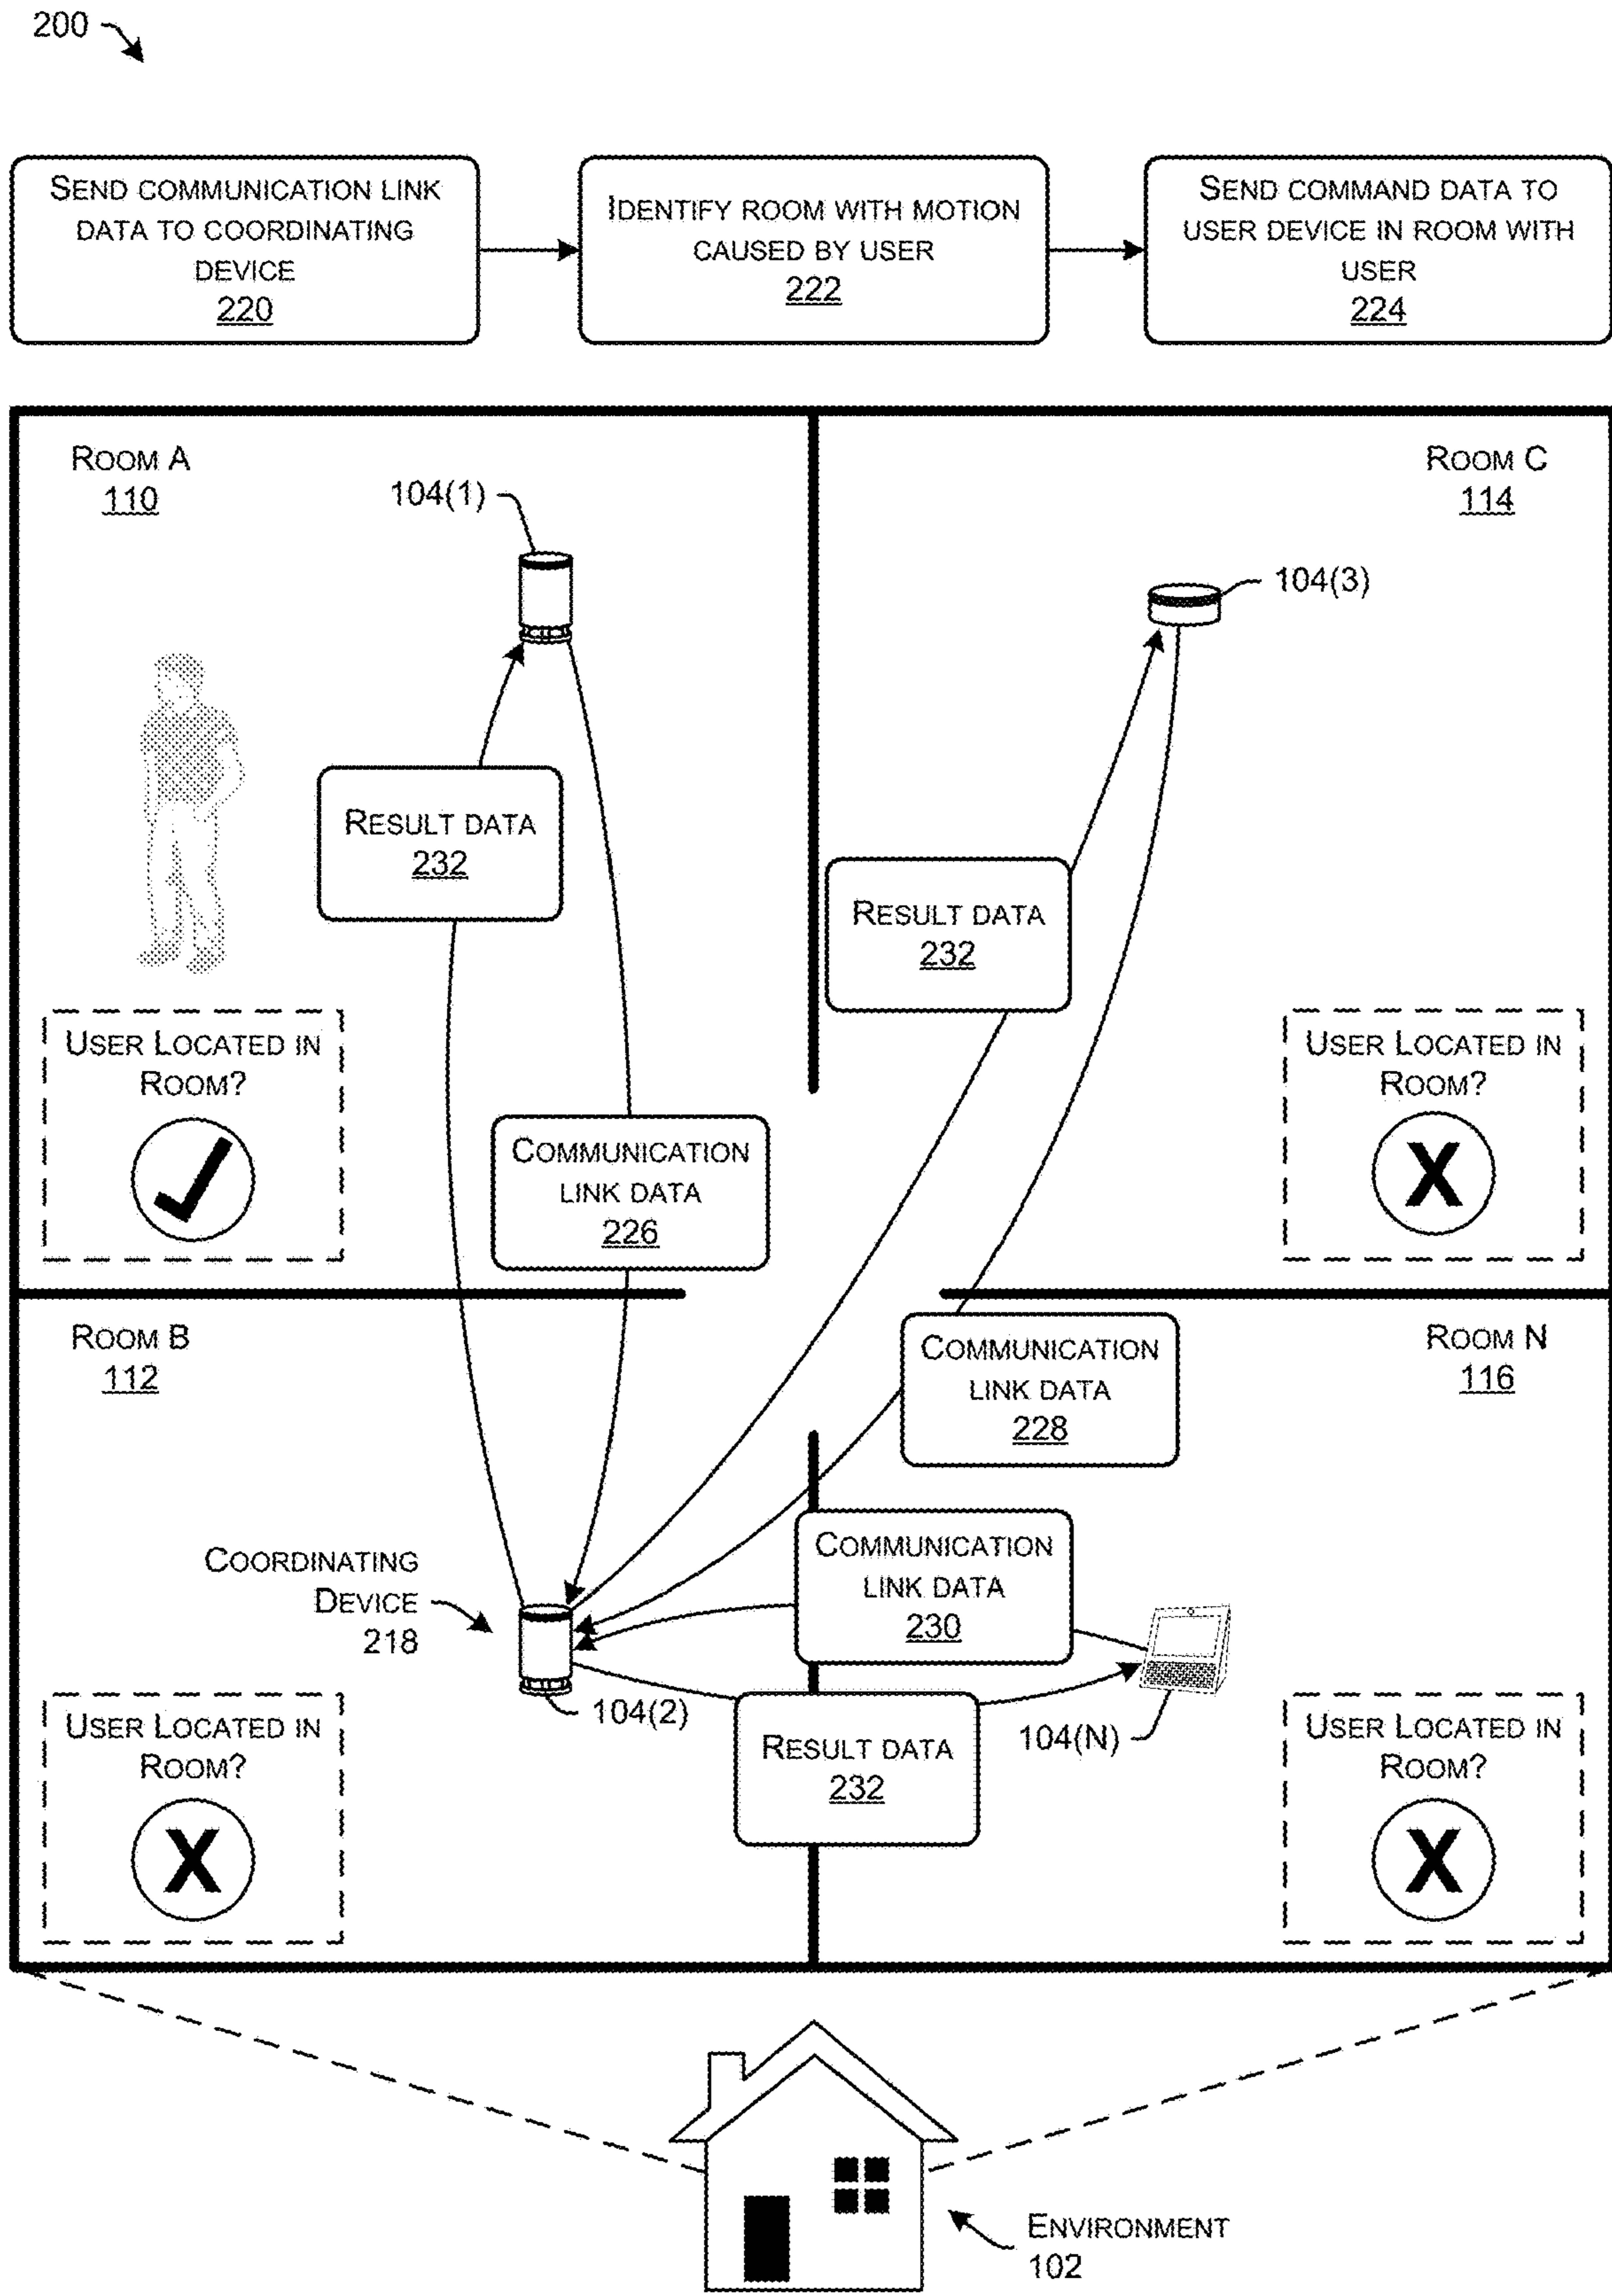 200
SEND COMMUNICATION LINK
DATA TO COORDINATING
DEVICE
220
IDENTIFY ROOM WITH MOTION
CAUSED BY USER
222
SEND COMMAND DATA TO
USER DEVICE IN ROOM WITH
USER
224
ROOM A
110
104(1)
ROOM C
114
104(3)
RESULT DATA
232
RESULT DATA
232
USER LOCATED IN
ROOM?
COMMUNICATION
LINK DATA
226
USER LOCATED IN
ROOM?
X
ROOM B
112
COMMUNICATION
LINK DATA
228
ROOM N
116
COORDINATING
DEVICE
218
104(2)
COMMUNICATION
LINK DATA
230
RESULT DATA
232
104(N)
USER LOCATED IN
ROOM?
X
USER LOCATED IN
ROOM?
X
ENVIRONMENT
102